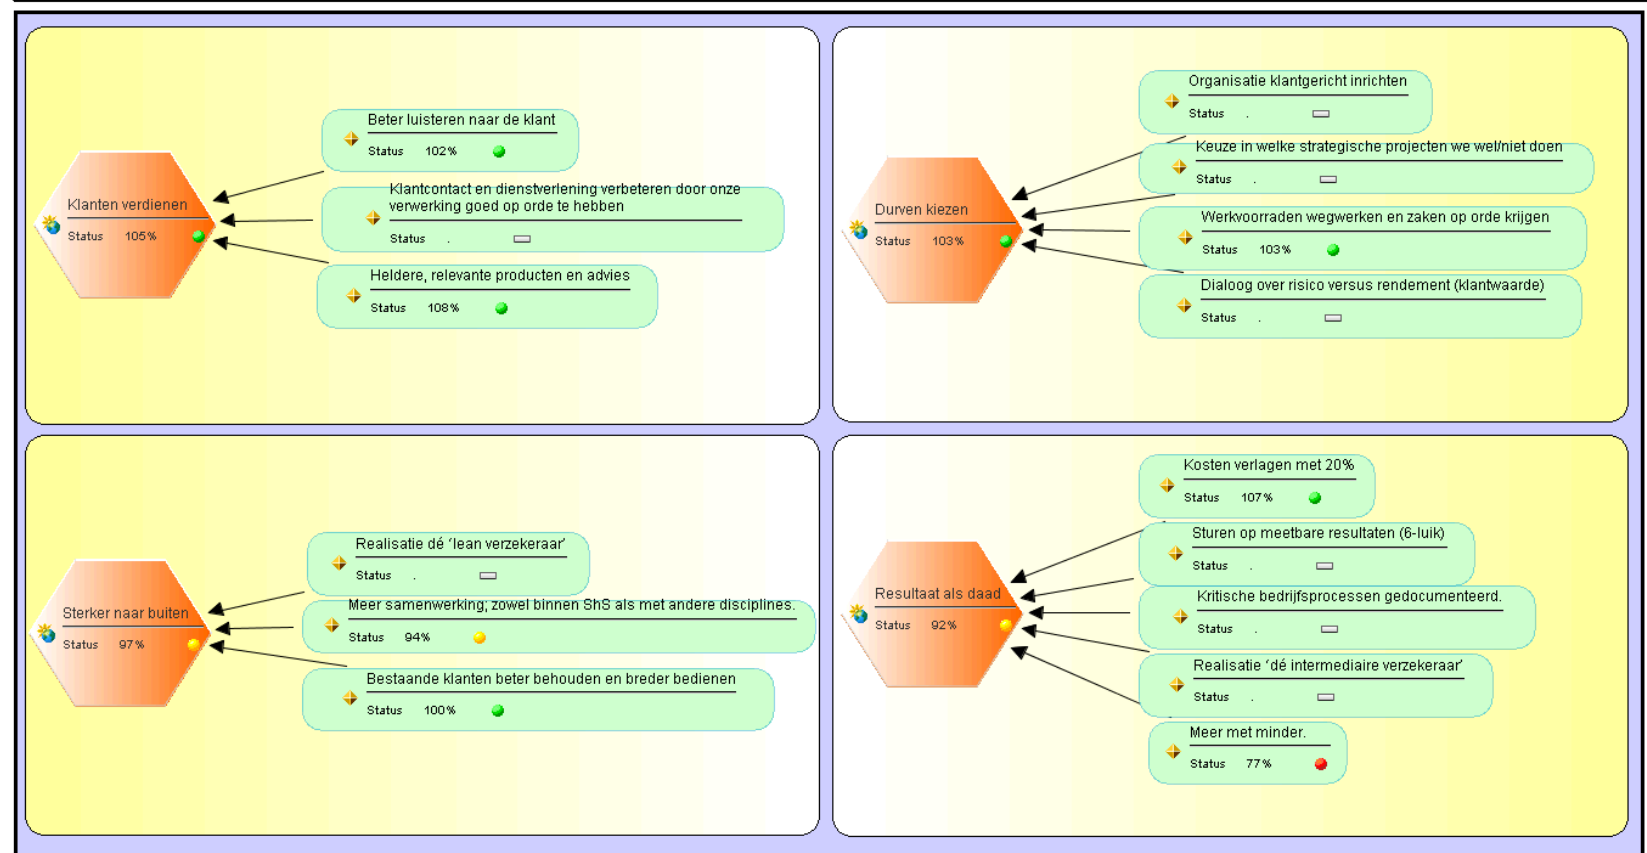 Klanten verdienen
Status 105%
Beter luisteren naar de klant
Status 102%
Klantcontact en dienstverlening verbeteren door onze
verwerking goed op orde te hebben
Status .
Heldere, relevante producten en advies
Status 108%
Durven kiezen
Status 103%
Organisatie klantgericht inrichten
Status .
Keuze in welke strategische projecten we wel/niet doen
Status .
Werkvoorraden wegwerken en zaken op orde krijgen
Status 103%
Dialoog over risico versus rendement (klantwaarde)
Status .
Sterker naar buiten
Status 97%
Realisatie dé ‘lean verzekeraar’
Status .
Meer samenwerking; zowel binnen ShS als met andere disciplines.
Status 94%
Bestaande klanten beter behouden en breder bedienen
Status 100%
Resultaat als daad
Status 92%
Kosten verlagen met 20%
Status 107%
Sturen op meetbare resultaten (6-luik)
Status .
Kritische bedrijfsprocessen gedocumenteerd.
Status .
Realisatie ‘dé intermediaire verzekeraar’
Status .
Meer met minder.
Status 77%